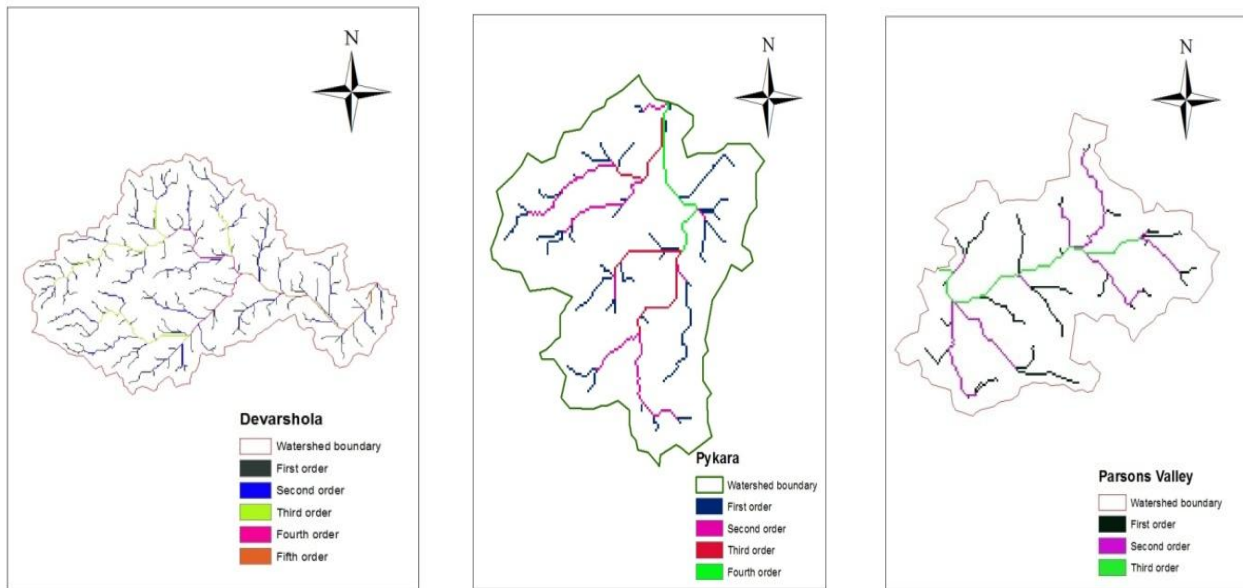 N
Devarshola
Watershed boundary
First order
Second order
Third order
Fourth order
Fifth order
N
Pykara
Watershed boundary
First order
Second order
Third order
Fourth order
N
Parsons Valley
Watershed boundary
First order
Second order
Third order